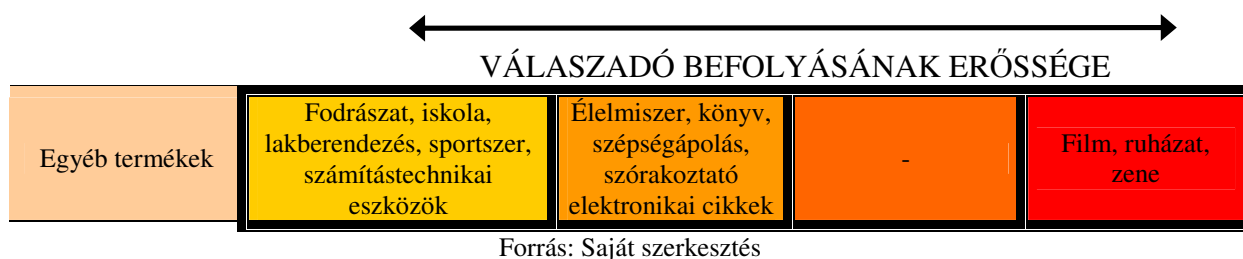 VÁLASZADÓ BEFOLYÁSÁNAK ERŐSSÉGE
Egyéb termékek
Fodrászat, iskola,
lakberendezés, sportszer,
számítástechnikai
eszközök
Élelmiszer, könyv,
szépségápolás,
szórakoztató
elektronikai cikkek
-
Film, ruházat,
zene
Forrás: Saját szerkesztés